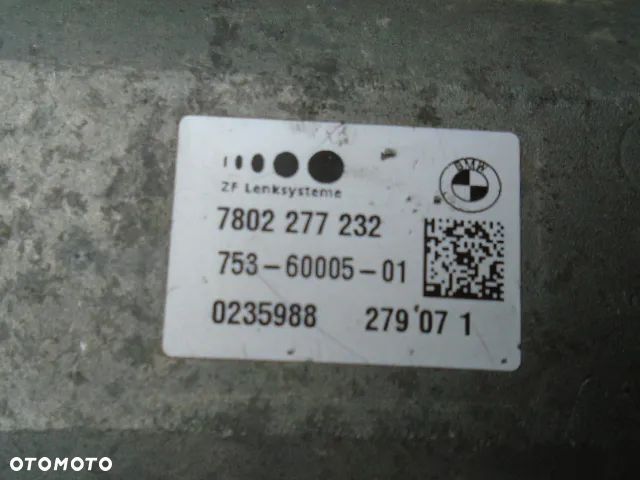 BMW
ZF Lenksysteme
7802 277 232
753-60005-01
0235988 279 07 1
OTOMOTO